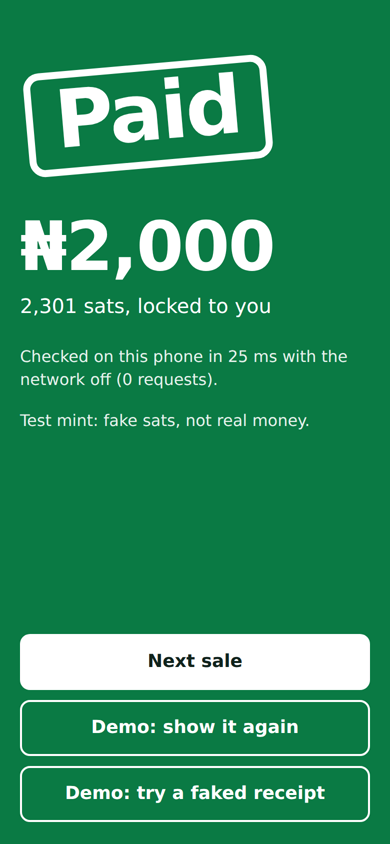 Paid
₦2,000
2,301 sats, locked to you
Checked on this phone in 25 ms with the
network off (0 requests).
Test mint: fake sats, not real money.
Next sale
Demo: show it again
Demo: try a faked receipt